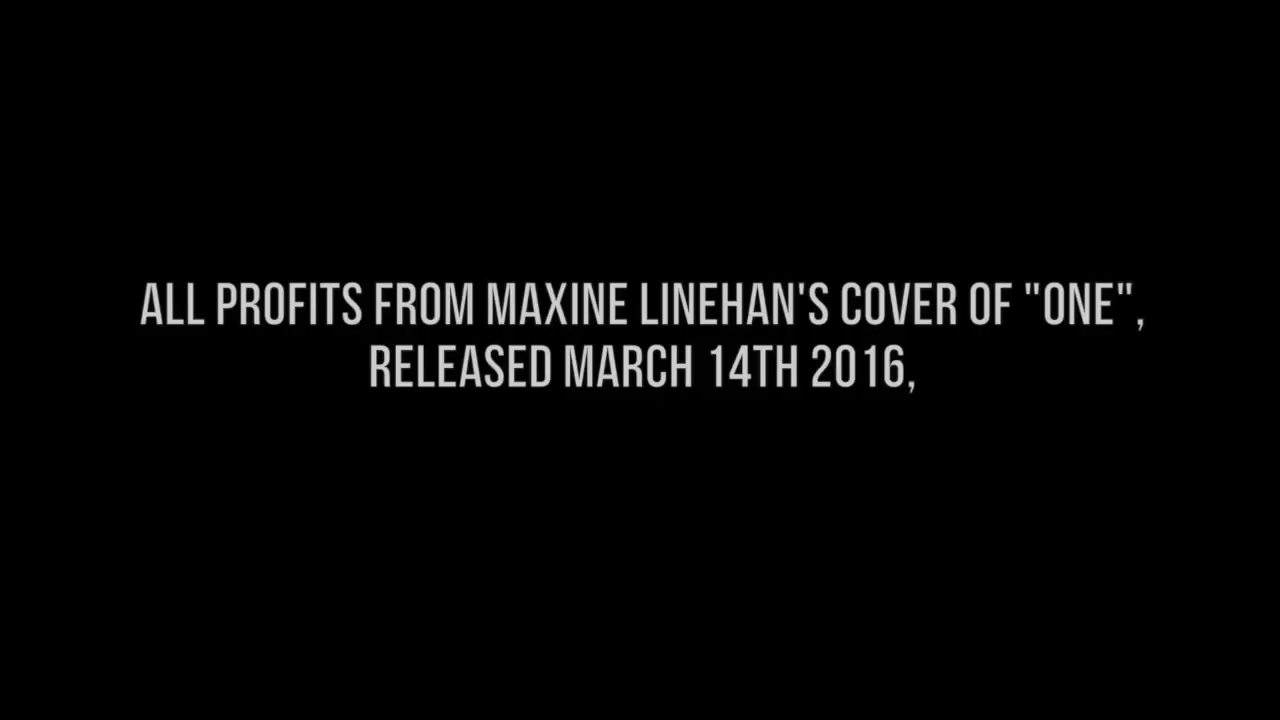 ALL PROFITS FROM MAXINE LINEHAN'S COVER OF "ONE",
RELEASED MARCH 14TH 2016,